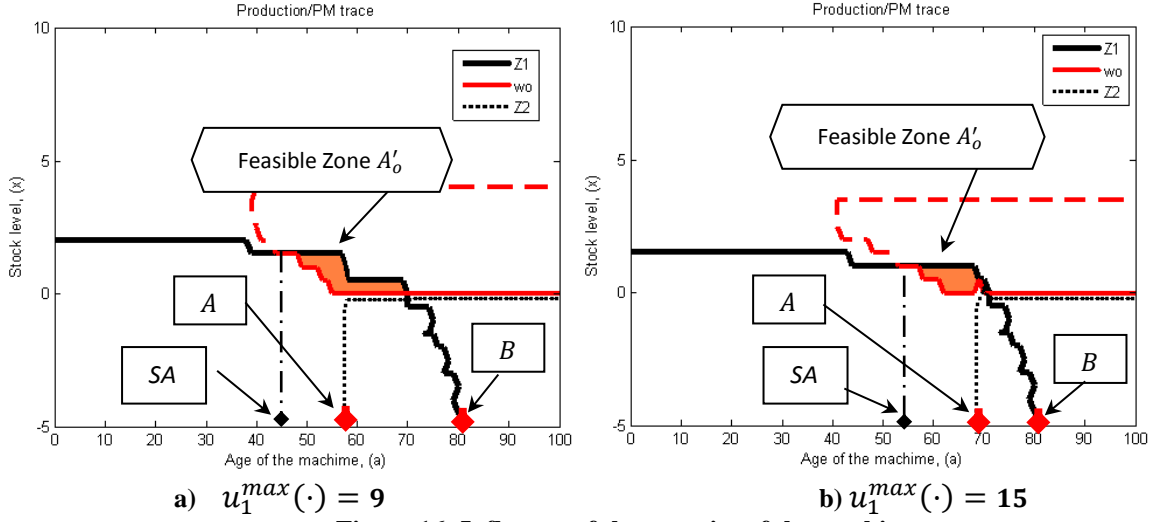 Production/PM trace
10
5
0
-5
Stock level, (x)
Z1
wo
Z2
Feasible Zone A′ₒ
A
SA
B
0 10 20 30 40 50 60 70 80 90 100
Age of the machine, (a)
a) u₁ᵐᵃˣ(·) = 9
Production/PM trace
10
5
0
-5
Stock level, (x)
Z1
wo
Z2
Feasible Zone A′ₒ
A
SA
B
0 10 20 30 40 50 60 70 80 90 100
Age of the machine, (a)
b) u₁ᵐᵃˣ(·) = 15